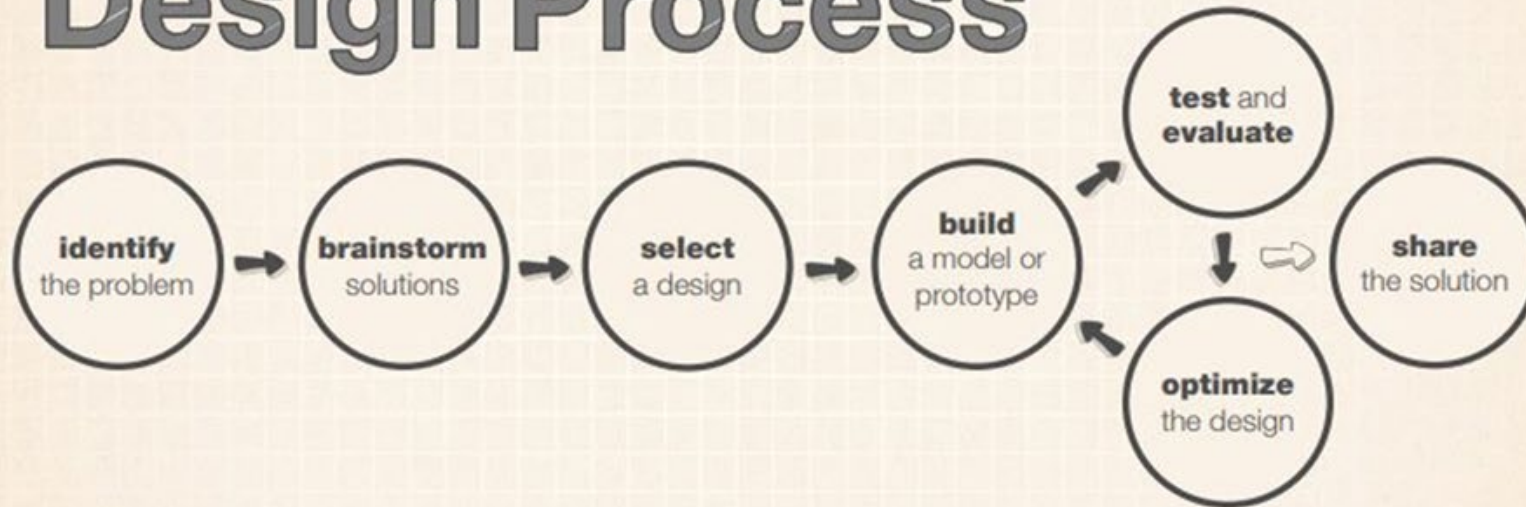 Design Process
identify
the problem
brainstorm
solutions
select
a design
build
a model or
prototype
test and
evaluate
optimize
the design
share
the solution